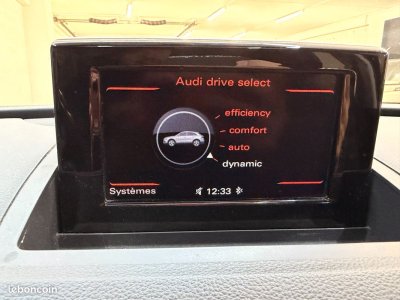 Audi drive select
efficiency
comfort
auto
dynamic
Systèmes 12:33
leboncoin